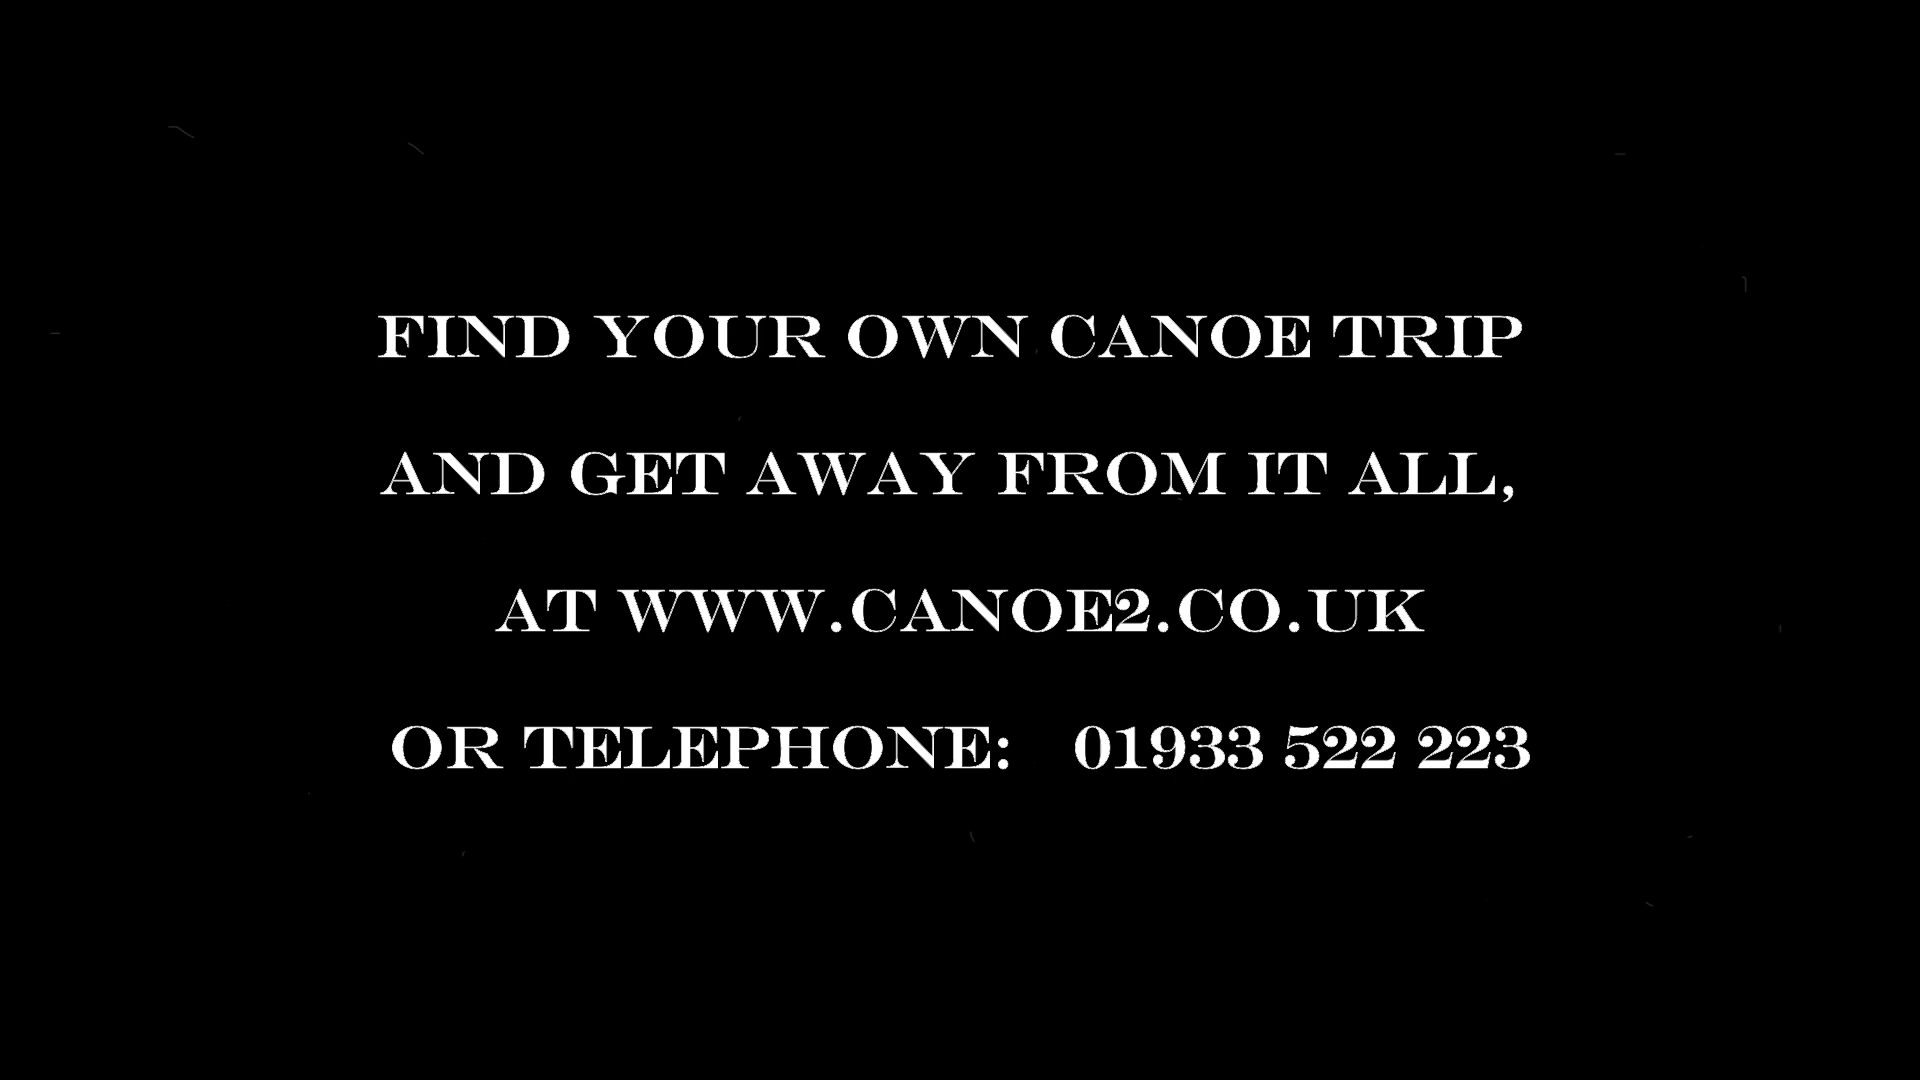 FIND YOUR OWN CANOE TRIP
AND GET AWAY FROM IT ALL,
AT WWW.CANOE2.CO.UK
OR TELEPHONE: 01933 522 223